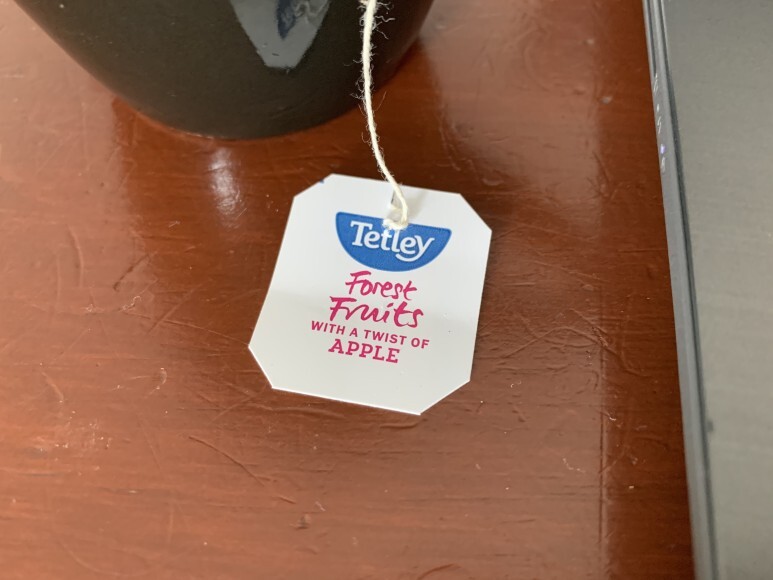 Tetley
Forest
Fruits
WITH A TWIST OF
APPLE